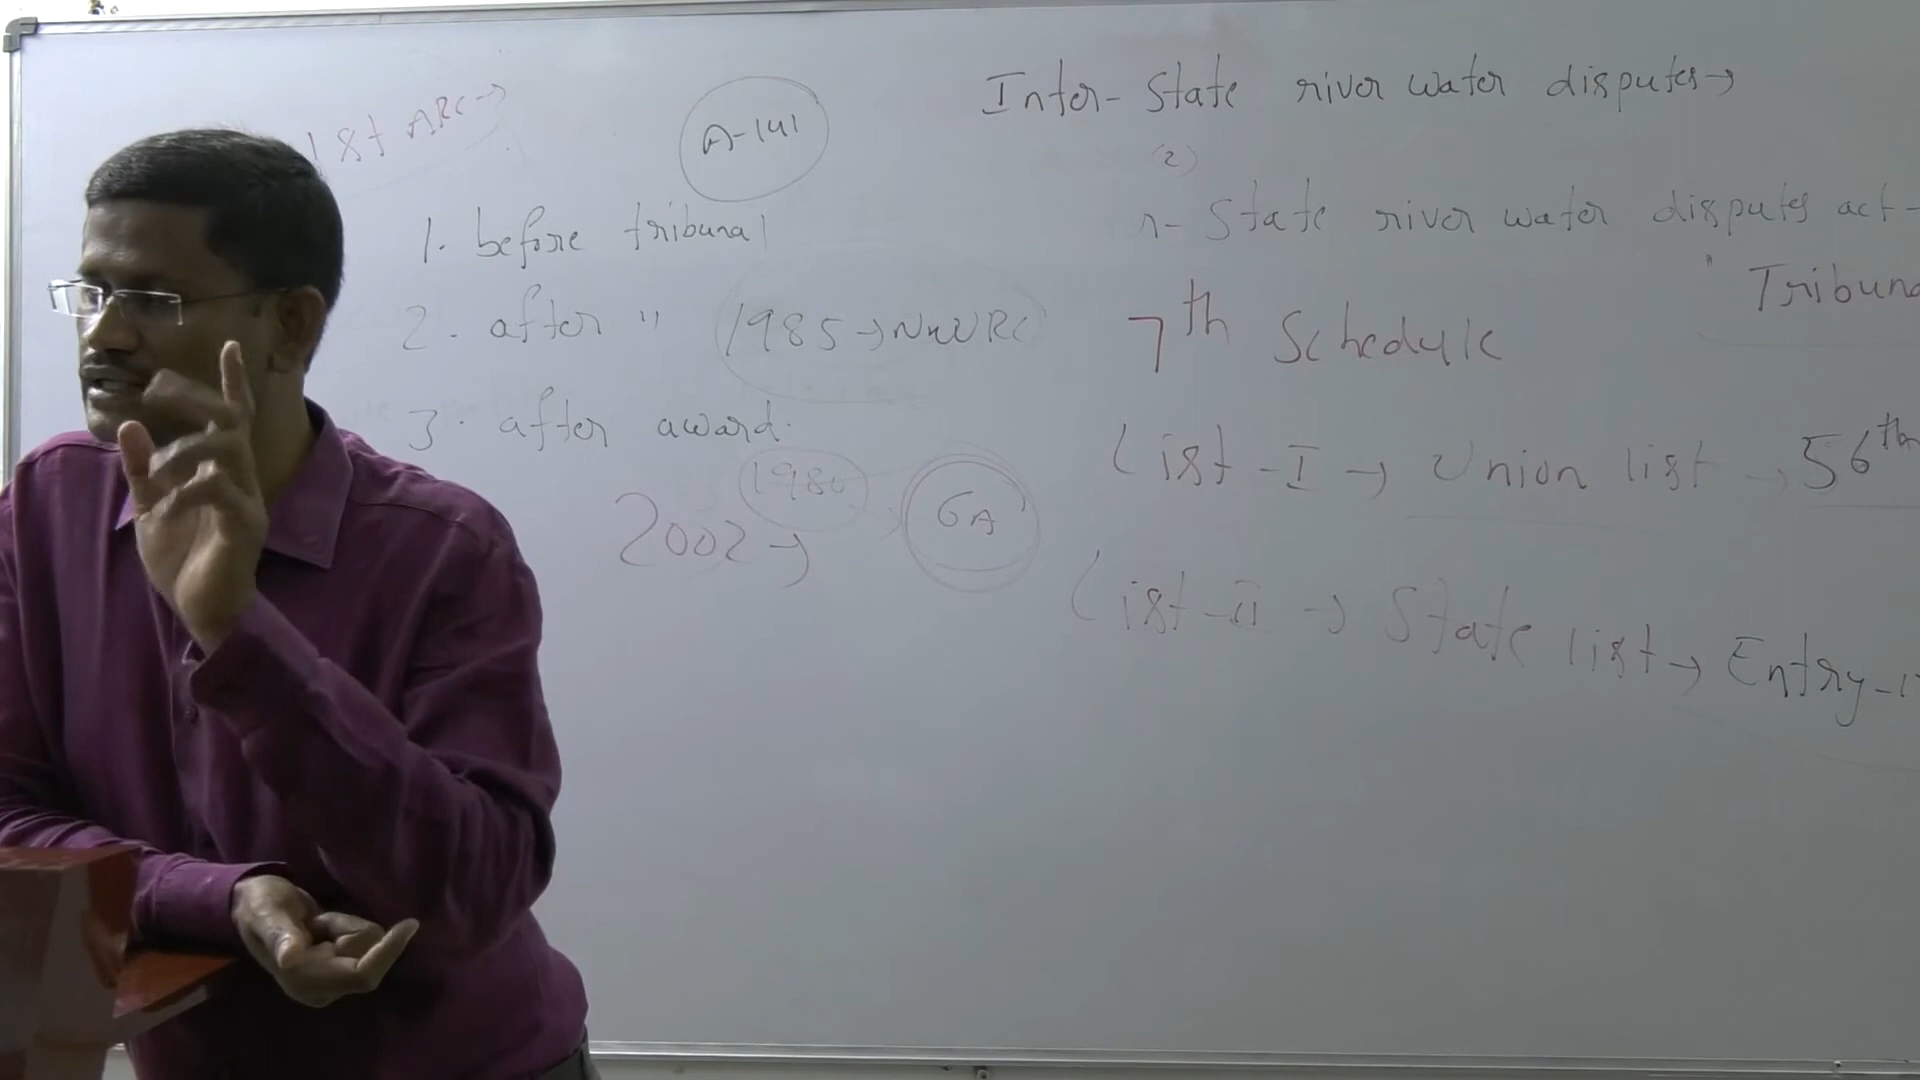 1st ARC→
A-141
1. before tribunal
2. after " 1985→NWRC
3. after award.
1980
2002→ 6A
Inter-State river water disputes→
(2)
r-State river water disputes act-
" Tribuna
7th Schedule
List-I→ Union list → 56th
List-II → State list→ Entry-1